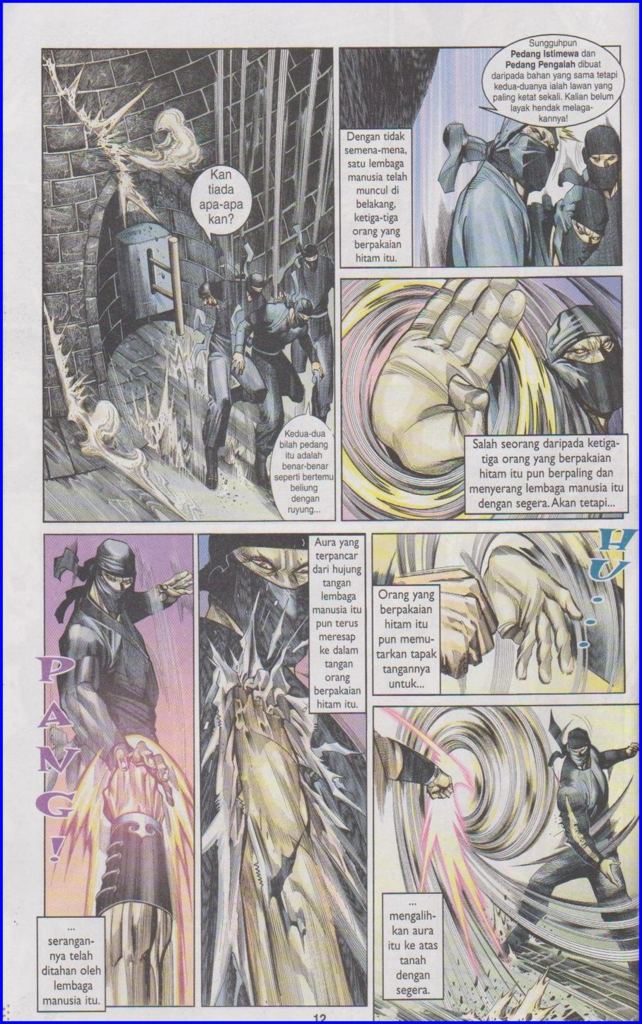 Kan
tiada
apa-apa
kan?
Kedua-dua
bilah pedang
itu adalah
benar-benar
seperti bertemu
beliung
dengan
ruyung...
Sungguhpun
Pedang Istimewa dan
Pedang Pengalah dibuat
daripada bahan yang sama tetapi
kedua-duanya ialah lawan yang
paling ketat sekali. Kalian belum
layak hendak melaga-
kannya!
Dengan tidak
semena-mena,
satu lembaga
manusia telah
muncul di
belakang,
ketiga-tiga
orang yang
berpakaian
hitam itu.
Salah seorang daripada ketiga-
tiga orang yang berpakaian
hitam itu pun berpaling dan
menyerang lembaga manusia itu
dengan segera. Akan tetapi...
PANG!
...
serangan-
nya telah
ditahan oleh
lembaga
manusia itu.
Aura yang
terpancar
dari hujung
tangan
lembaga
manusia itu
pun terus
meresap
ke dalam
tangan
orang
berpakaian
hitam itu.
HU...
Orang yang
berpakaian
hitam itu
pun memu-
tarkan tapak
tangannya
untuk...
...
mengalih-
kan aura
itu ke atas
tanah
dengan
segera.
12